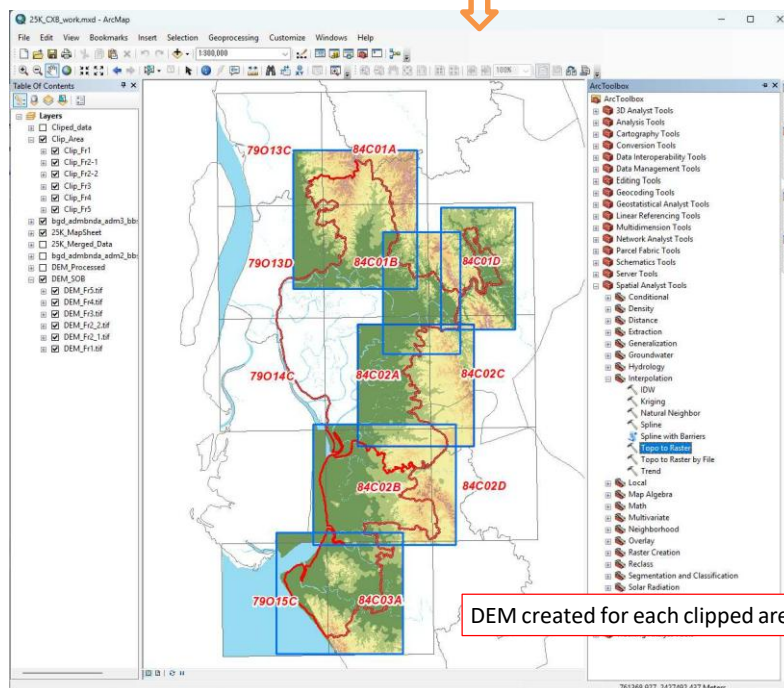 25K_CXB_work.mxd - ArcMap
File Edit View Bookmarks Insert Selection Geoprocessing Customize Windows Help
1:300,000
100%
Table Of Contents
Layers
Cliped_data
Clip_Area
Clip_Fr1
Clip_Fr2-1
Clip_Fr2-2
Clip_Fr3
Clip_Fr4
Clip_Fr5
bgd_admbnda_adm3_bbs
25K_MapSheet
25K_Merged_Data
bgd_admbnda_adm2_bbs
DEM_Processed
DEM_SOB
DEM_Fr5.tif
DEM_Fr4.tif
DEM_Fr3.tif
DEM_Fr2_2.tif
DEM_Fr2_1.tif
DEM_Fr1.tif
79O13C 84C01A
79O13D 84C01B 84C01D
79O14C 84C02A 84C02C
84C02B 84C02D
79O15C 84C03A
ArcToolbox
ArcToolbox
3D Analyst Tools
Analysis Tools
Cartography Tools
Conversion Tools
Data Interoperability Tools
Data Management Tools
Editing Tools
Geocoding Tools
Geostatistical Analyst Tools
Linear Referencing Tools
Multidimension Tools
Network Analyst Tools
Parcel Fabric Tools
Schematics Tools
Server Tools
Spatial Analyst Tools
Conditional
Density
Distance
Extraction
Generalization
Groundwater
Hydrology
Interpolation
IDW
Kriging
Natural Neighbor
Spline
Spline with Barriers
Topo to Raster
Topo to Raster by File
Trend
Local
Map Algebra
Math
Multivariate
Neighborhood
Overlay
Raster Creation
Reclass
Segmentation and Classification
Solar Radiation
DEM created for each clipped are